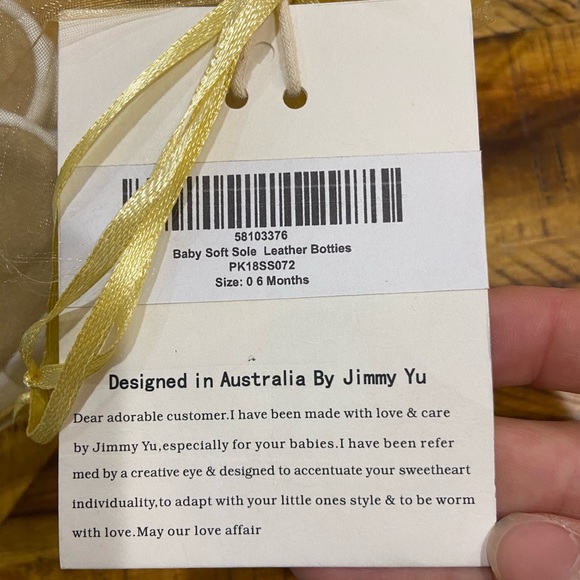 58103376
Baby Soft Sole Leather Botties
PK18SS072
Size: 0 6 Months
Designed in Australia By Jimmy Yu
Dear adorable customer.I have been made with love & care
by Jimmy Yu,especially for your babies.I have been refer
med by a creative eye & designed to accentuate your sweetheart
individuality,to adapt with your little ones style & to be worm
with love.May our love affair